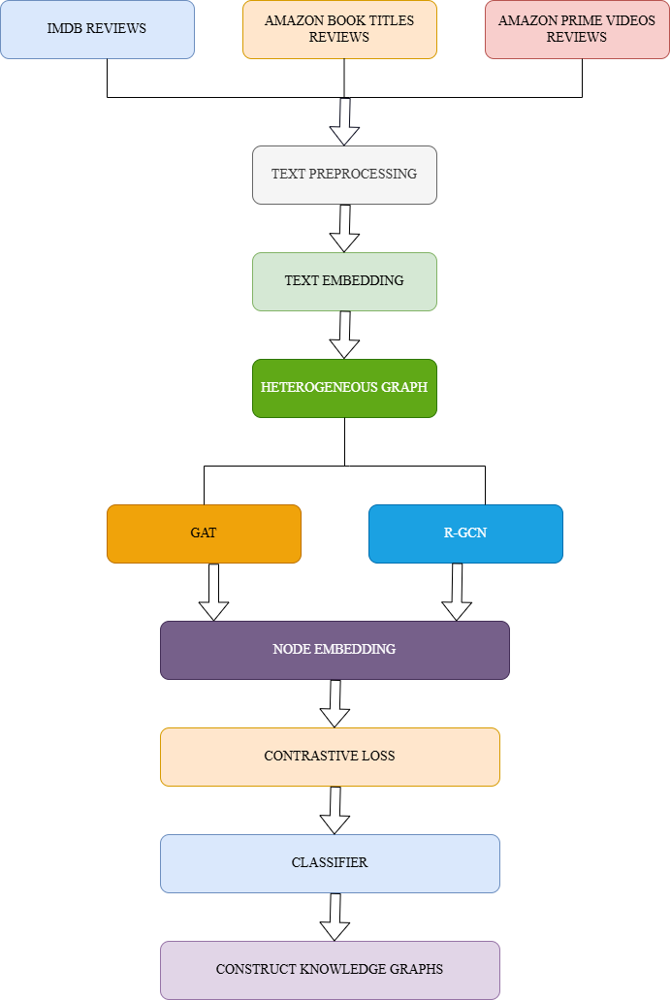 IMDB REVIEWS
AMAZON BOOK TITLES
REVIEWS
AMAZON PRIME VIDEOS
REVIEWS
TEXT PREPROCESSING
TEXT EMBEDDING
HETEROGENEOUS GRAPH
GAT
R-GCN
NODE EMBEDDING
CONTRASTIVE LOSS
CLASSIFIER
CONSTRUCT KNOWLEDGE GRAPHS